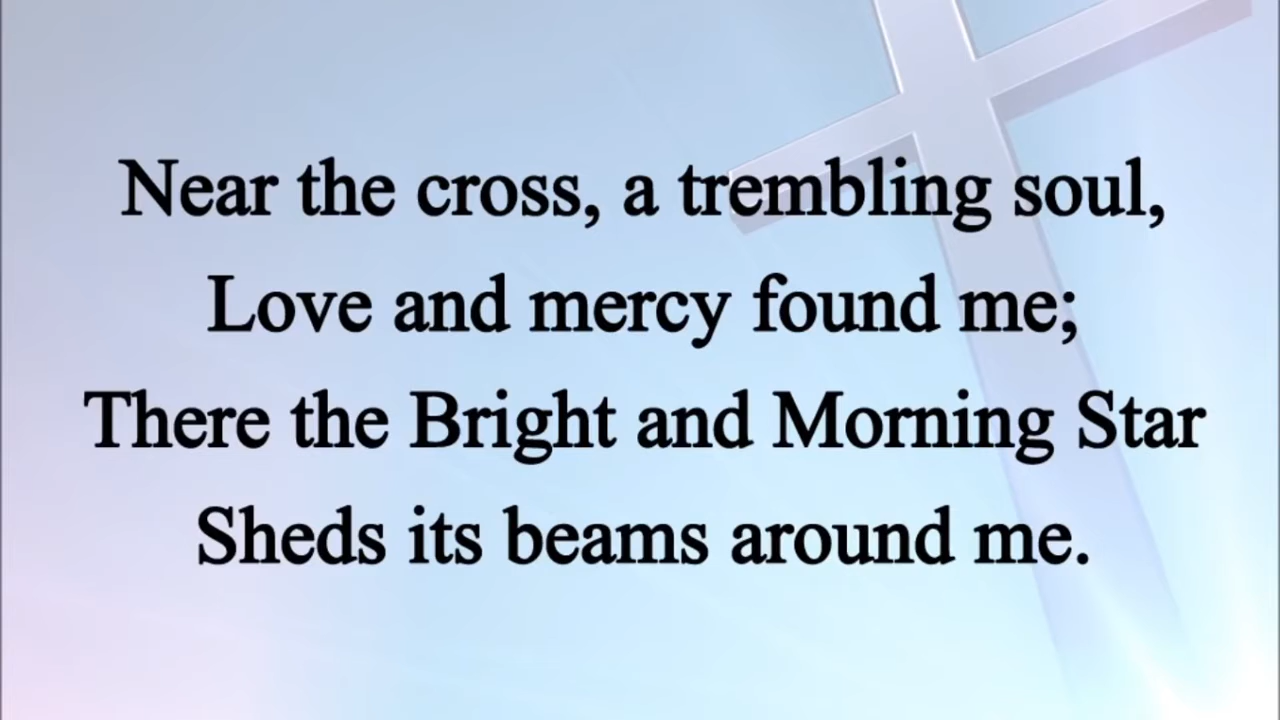 Near the cross, a trembling soul,
Love and mercy found me;
There the Bright and Morning Star
Sheds its beams around me.